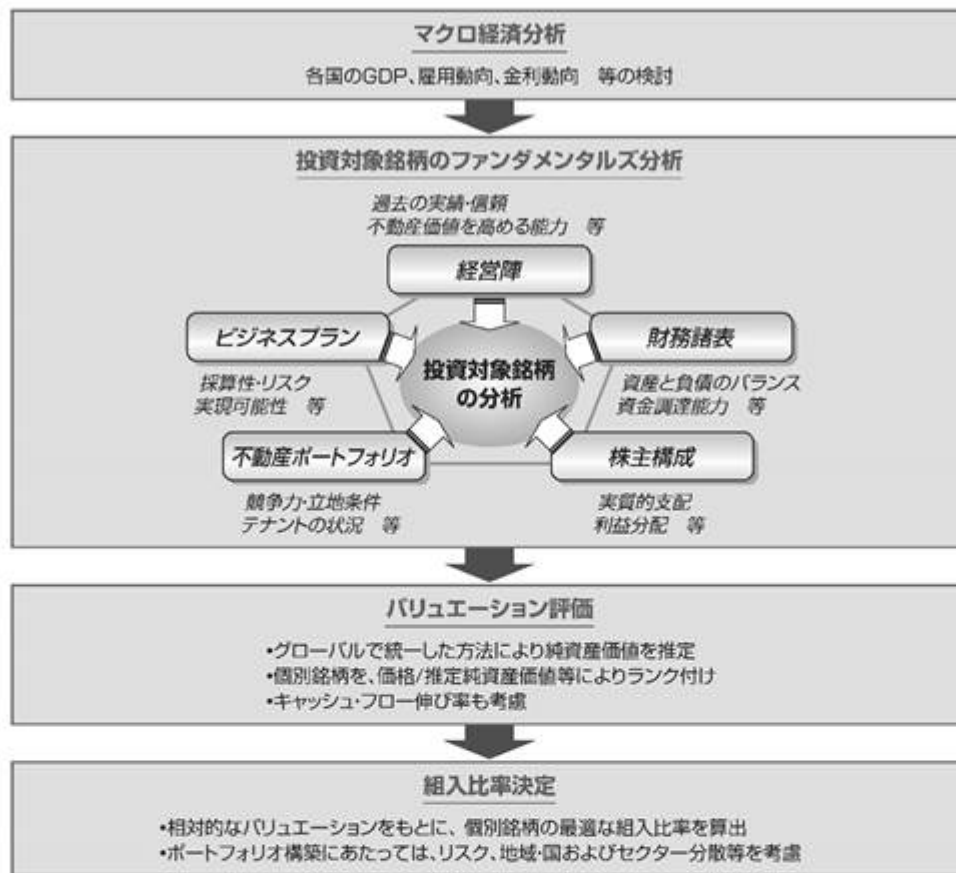 マクロ経済分析
各国のGDP、雇用動向、金利動向　等の検討
投資対象銘柄のファンダメンタルズ分析
過去の実績・信頼
不動産価値を高める能力　等
経営陣
ビジネスプラン
採算性・リスク
実現可能性　等
財務諸表
資産と負債のバランス
資金調達能力　等
投資対象銘柄
の分析
不動産ポートフォリオ
競争力・立地条件
テナントの状況　等
株主構成
実質的支配
利益分配　等
バリュエーション評価
•グローバルで統一した方法により純資産価値を推定
•個別銘柄を、価格/推定純資産価値等によりランク付け
•キャッシュ・フロー伸び率も考慮
組入比率決定
•相対的なバリュエーションをもとに、個別銘柄の最適な組入比率を算出
•ポートフォリオ構築にあたっては、リスク、地域・国およびセクター分散等を考慮